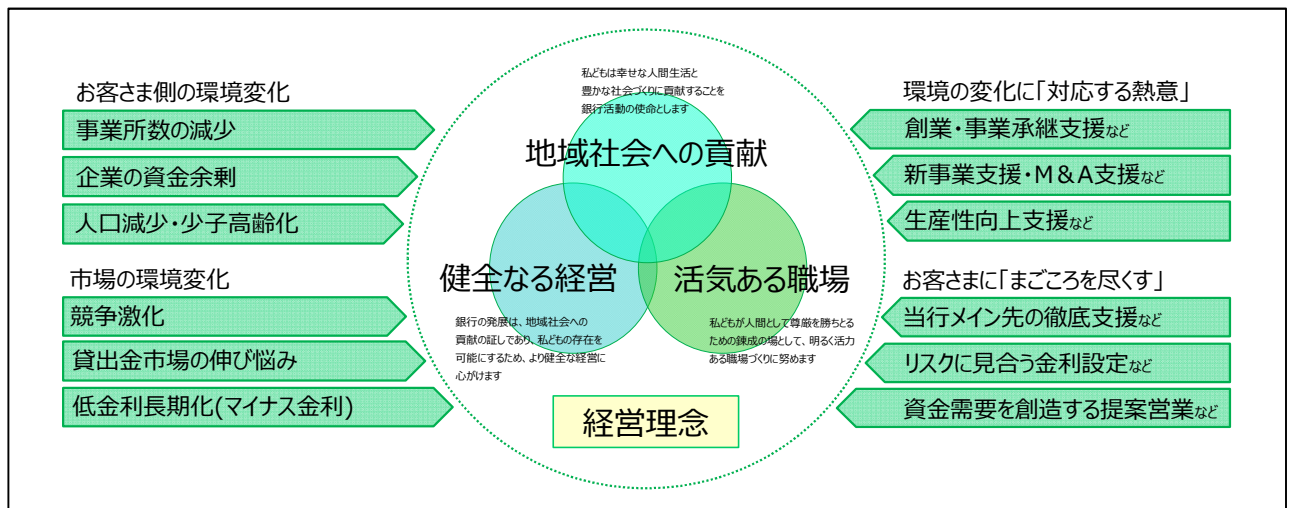 お客さま側の環境変化
事業所数の減少
企業の資金余剰
人口減少・少子高齢化
市場の環境変化
競争激化
貸出金市場の伸び悩み
低金利長期化(マイナス金利)
私どもは幸せな人間生活と
豊かな社会づくりに貢献することを
銀行活動の使命とします
地域社会への貢献
健全なる経営
銀行の発展は、地域社会への
貢献の証しであり、私どもの存在を
可能にするため、より健全な経営に
心がけます
活気ある職場
私どもが人間として尊厳を勝ちとる
ための錬成の場として、明るく活力
ある職場づくりに努めます
経営理念
環境の変化に「対応する熱意」
創業・事業承継支援など
新事業支援・M&A支援など
生産性向上支援など
お客さまに「まごころを尽くす」
当行メイン先の徹底支援など
リスクに見合う金利設定など
資金需要を創造する提案営業など